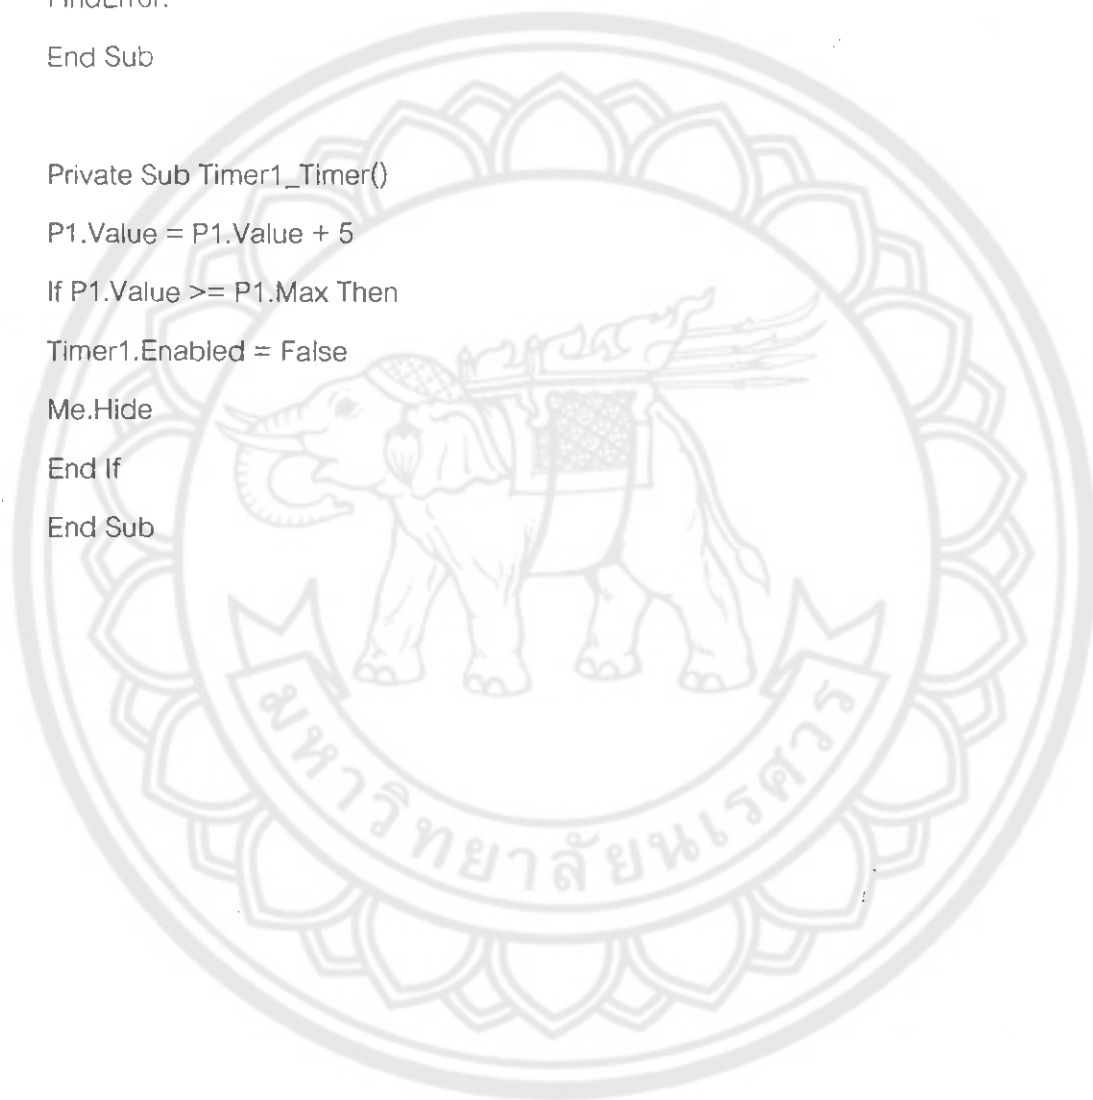 FindError:
End Sub
Private Sub Timer1_Timer()
P1.Value = P1.Value + 5
If P1.Value >= P1.Max Then
Timer1.Enabled = False
Me.Hide
End If
End Sub
มหาวิทยาลัยนเรศวร